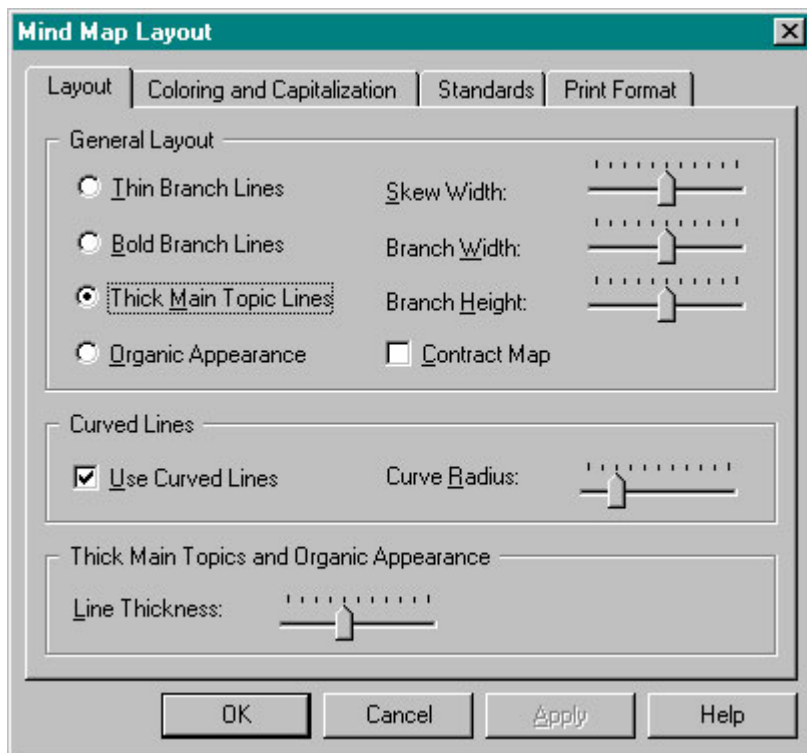 Mind Map Layout
Layout
Coloring and Capitalization
Standards
Print Format
General Layout
Thin Branch Lines
Skew Width:
Bold Branch Lines
Branch Width:
Thick Main Topic Lines
Branch Height:
Organic Appearance
Contract Map
Curved Lines
Use Curved Lines
Curve Radius:
Thick Main Topics and Organic Appearance
Line Thickness:
OK
Cancel
Apply
Help